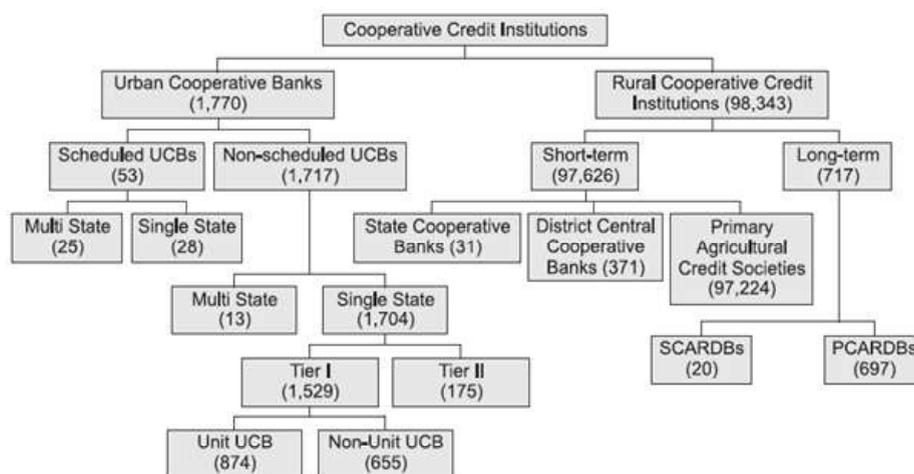 Cooperative Credit Institutions
Urban Cooperative Banks
(1,770)
Rural Cooperative Credit
Institutions (98,343)
Scheduled UCBs
(53)
Non-scheduled UCBs
(1,717)
Short-term
(97,626)
Long-term
(717)
Multi State
(25)
Single State
(28)
State Cooperative
Banks (31)
District Central
Cooperative
Banks (371)
Primary
Agricultural
Credit Societies
(97,224)
Multi State
(13)
Single State
(1,704)
SCARDBs
(20)
PCARDBs
(697)
Tier I
(1,529)
Tier II
(175)
Unit UCB
(874)
Non-Unit UCB
(655)